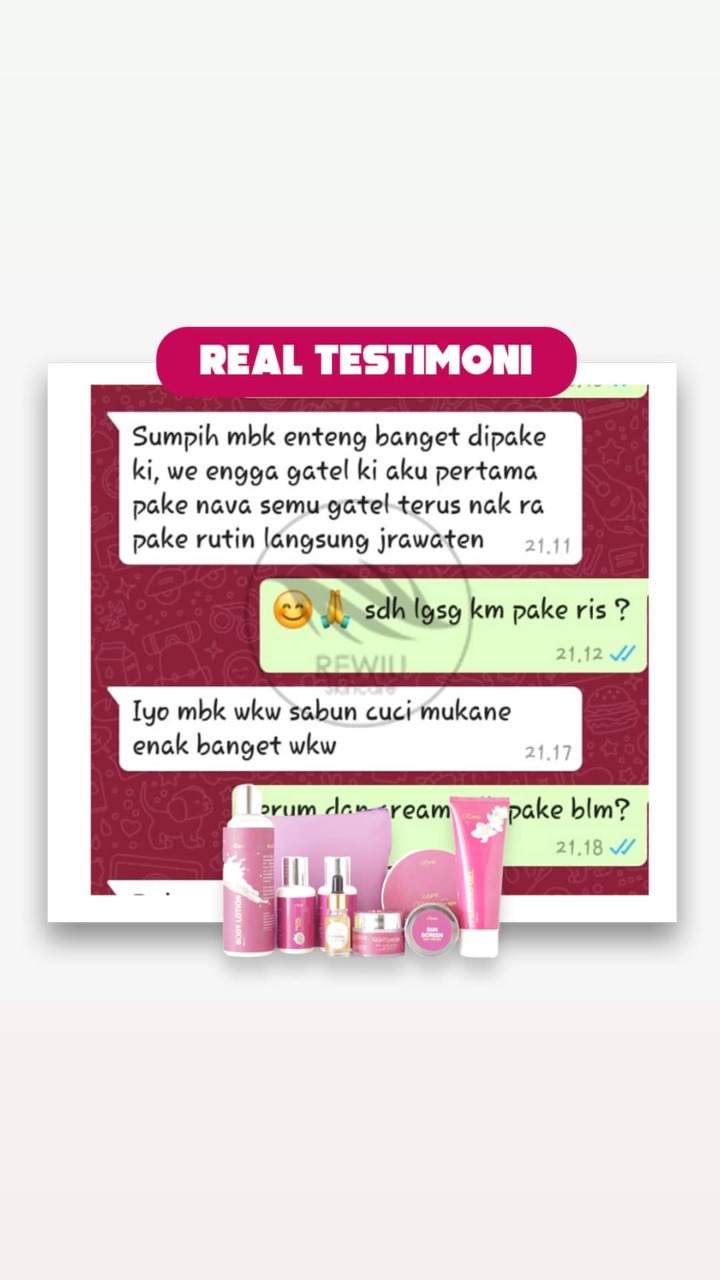 REAL TESTIMONI
Sumpih mbk enteng banget dipake
ki, we engga gatel ki aku pertama
pake nava semu gatel terus nak ra
pake rutin langsung jrawaten 21.11
😊🙏 sdh lgsg km pake ris ?
21.12
REWIU
Skincare
Iyo mbk wkw sabun cuci mukane
enak banget wkw 21.17
pake blm?
21.18
BODY LOTION
SUN
SCREEN